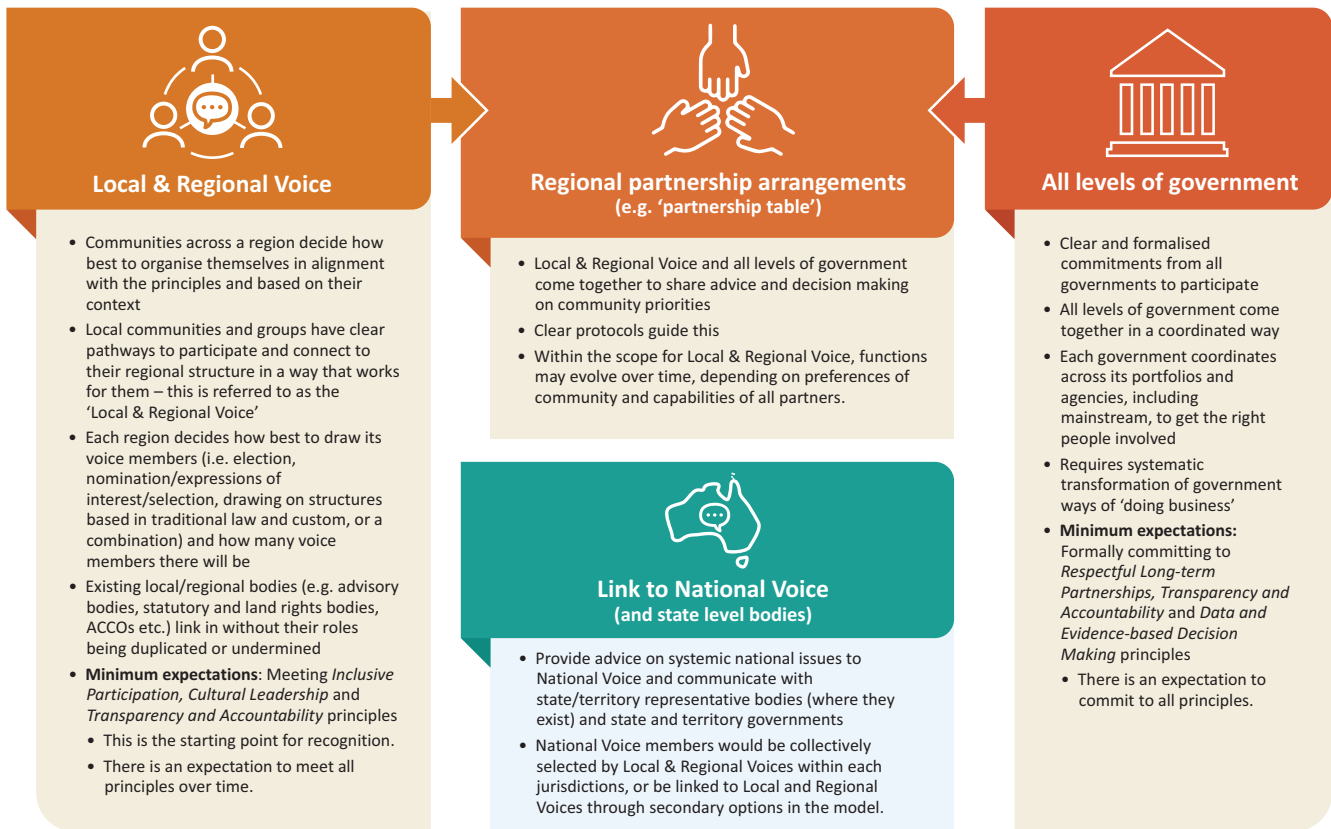 Local & Regional Voice
• Communities across a region decide how
best to organise themselves in alignment
with the principles and based on their
context
• Local communities and groups have clear
pathways to participate and connect to
their regional structure in a way that works
for them – this is referred to as the
‘Local & Regional Voice’
• Each region decides how best to draw its
voice members (i.e. election,
nomination/expressions of
interest/selection, drawing on structures
based in traditional law and custom, or a
combination) and how many voice
members there will be
• Existing local/regional bodies (e.g. advisory
bodies, statutory and land rights bodies,
ACCOs etc.) link in without their roles
being duplicated or undermined
• Minimum expectations: Meeting Inclusive
Participation, Cultural Leadership and
Transparency and Accountability principles
• This is the starting point for recognition.
• There is an expectation to meet all
principles over time.
Regional partnership arrangements
(e.g. ‘partnership table’)
• Local & Regional Voice and all levels of government
come together to share advice and decision making
on community priorities
• Clear protocols guide this
• Within the scope for Local & Regional Voice, functions
may evolve over time, depending on preferences of
community and capabilities of all partners.
Link to National Voice
(and state level bodies)
• Provide advice on systemic national issues to
National Voice and communicate with
state/territory representative bodies (where they
exist) and state and territory governments
• National Voice members would be collectively
selected by Local & Regional Voices within each
jurisdictions, or be linked to Local and Regional
Voices through secondary options in the model.
All levels of government
• Clear and formalised
commitments from all
governments to participate
• All levels of government come
together in a coordinated way
• Each government coordinates
across its portfolios and
agencies, including
mainstream, to get the right
people involved
• Requires systematic
transformation of government
ways of ‘doing business’
• Minimum expectations:
Formally committing to
Respectful Long-term
Partnerships, Transparency and
Accountability and Data and
Evidence-based Decision
Making principles
• There is an expectation to
commit to all principles.